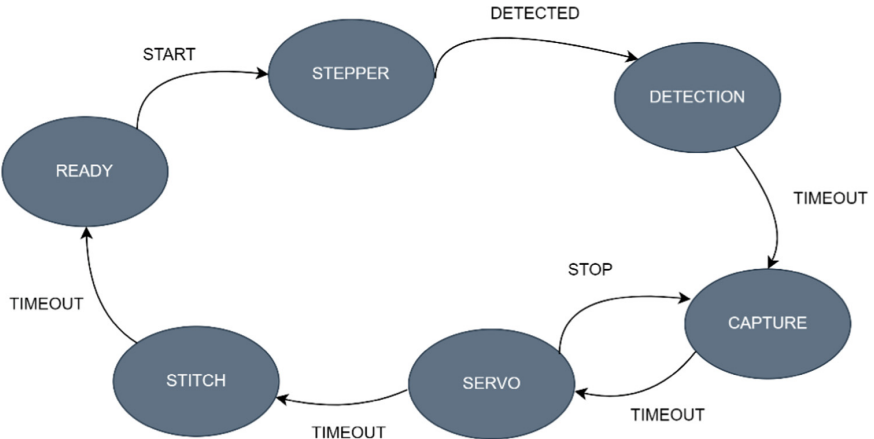 DETECTED
START
STEPPER
DETECTION
READY
TIMEOUT
STOP
TIMEOUT
CAPTURE
STITCH
SERVO
TIMEOUT
TIMEOUT